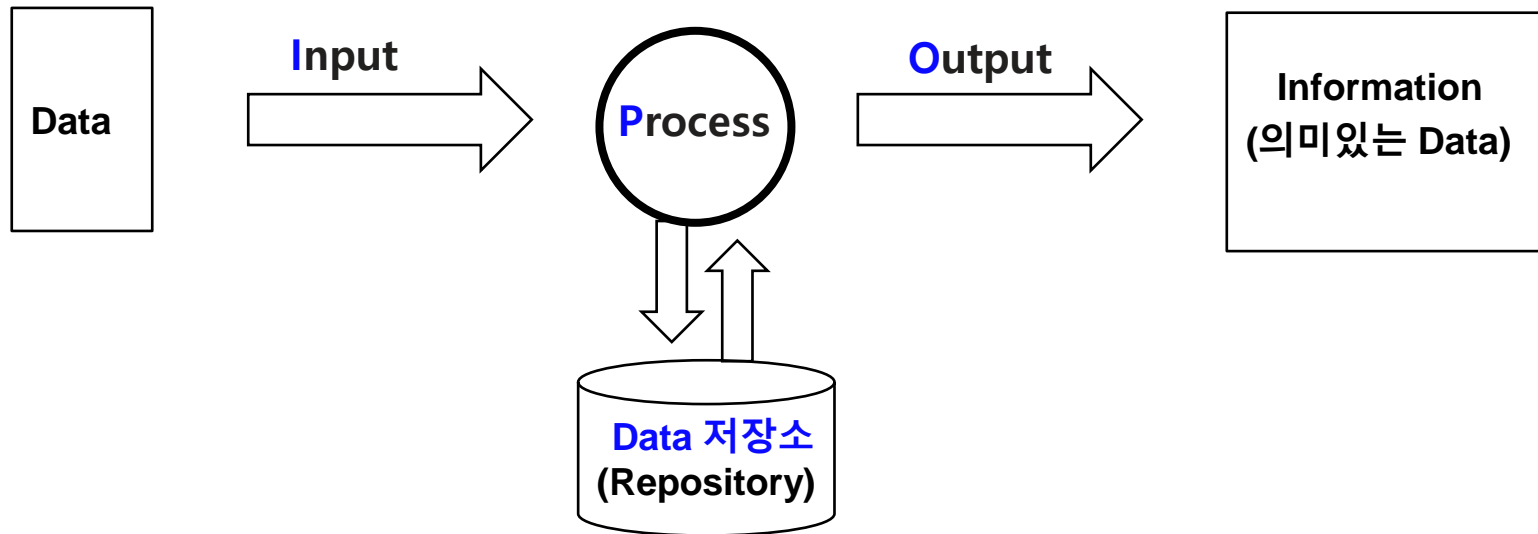 Data
Input
Process
Output
Information
(의미있는 Data)
Data 저장소
(Repository)